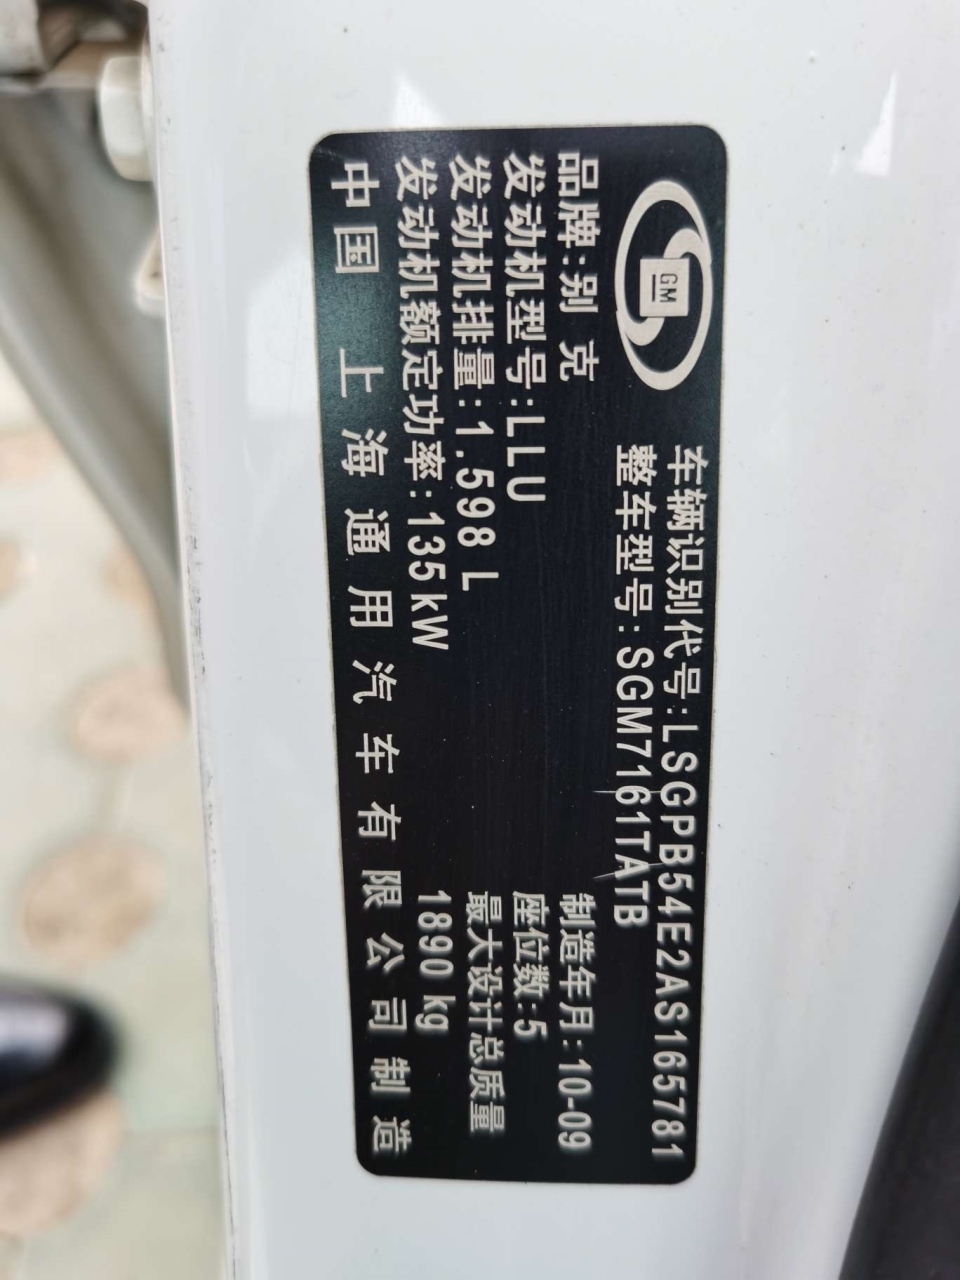 GM
车辆识别代号:LSGPB54E2AS165781
整车型号:SGM7161TATB
品牌:别 克
制造年月:10-09
发动机型号:LLU
座位数:5
发动机排量:1.598 L
最大设计总质量
发动机额定功率:135kW
1890 kg
中国 上海通用汽车有限公司制造